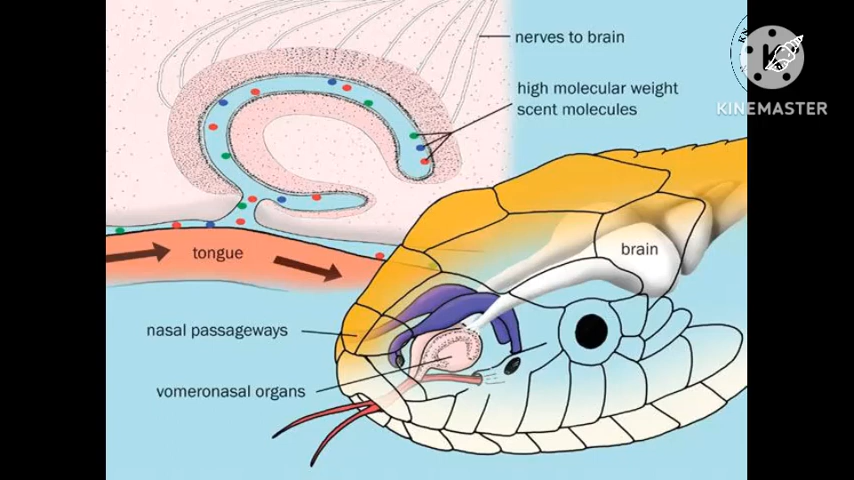 nerves to brain
high molecular weight
scent molecules
KINEMASTER
tongue
brain
nasal passageways
vomeronasal organs